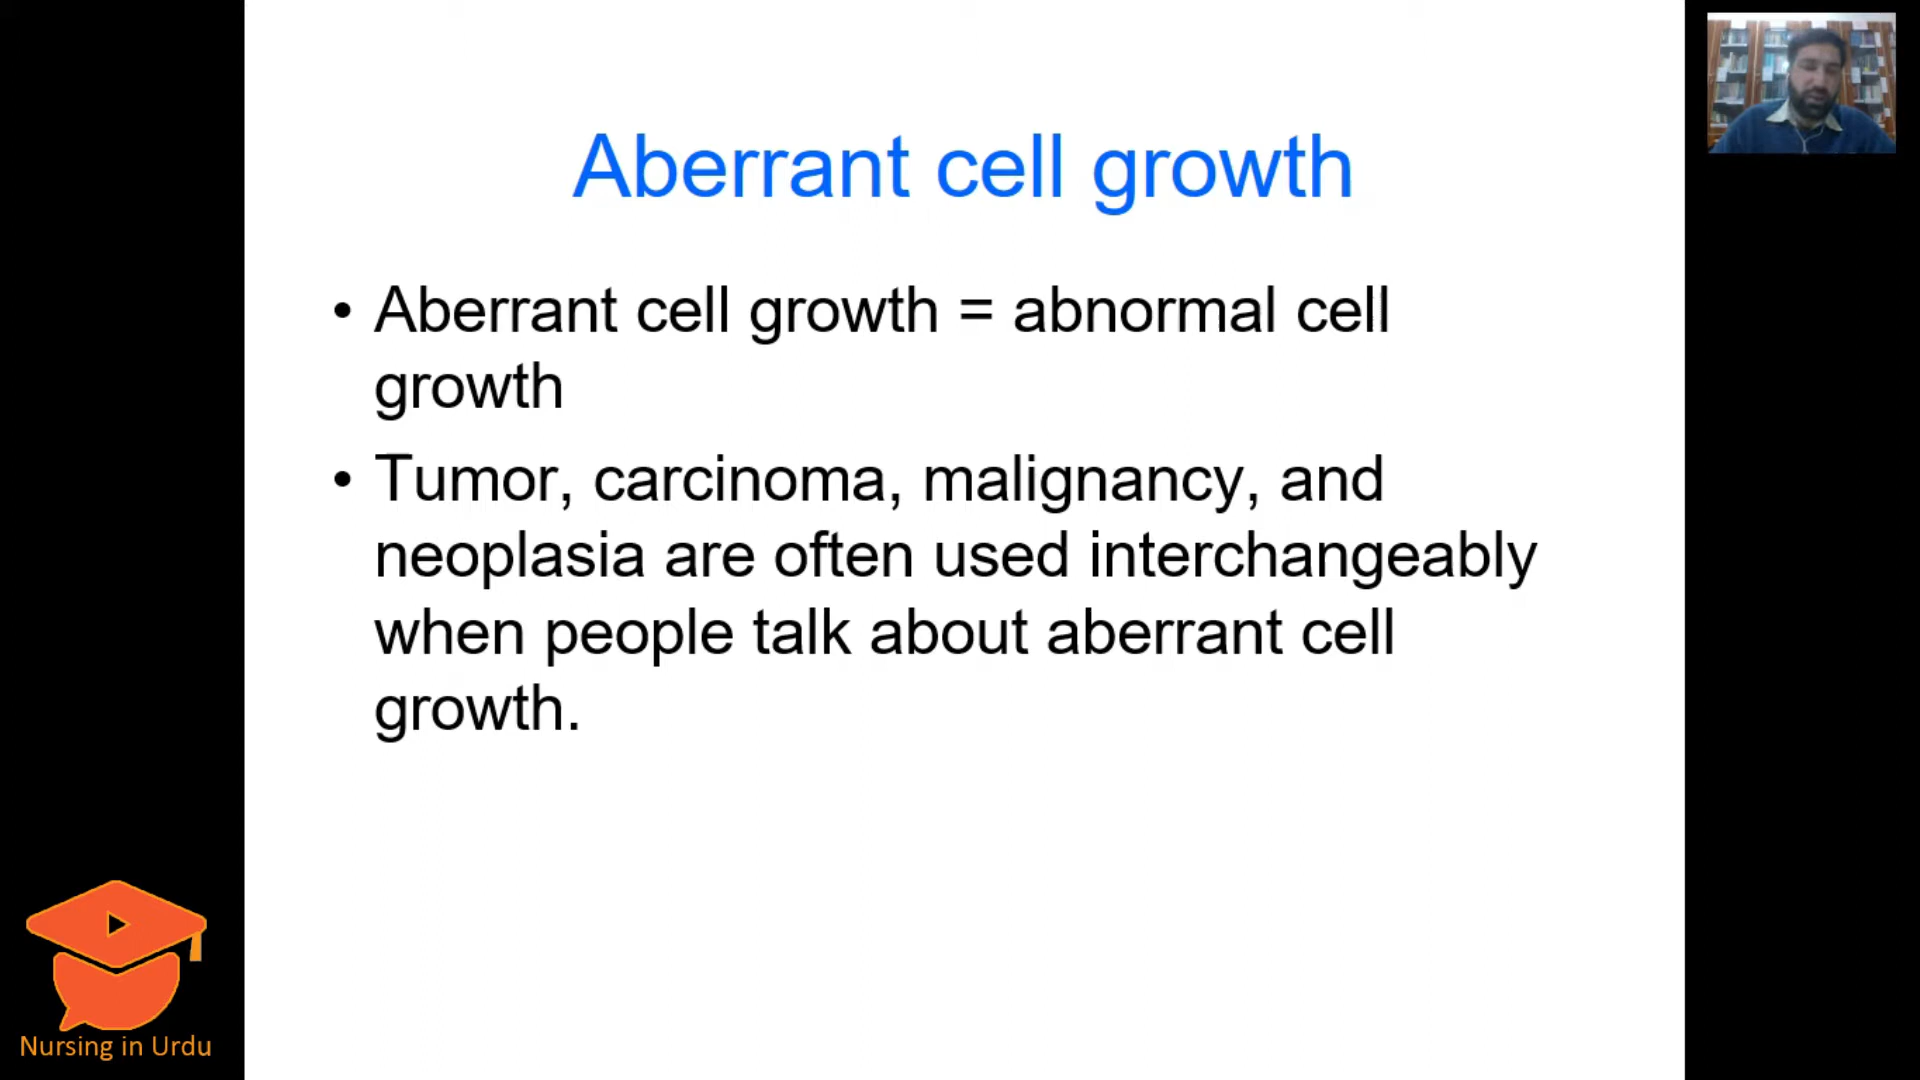 Aberrant cell growth
• Aberrant cell growth = abnormal cell
growth
• Tumor, carcinoma, malignancy, and
neoplasia are often used interchangeably
when people talk about aberrant cell
growth.
Nursing in Urdu